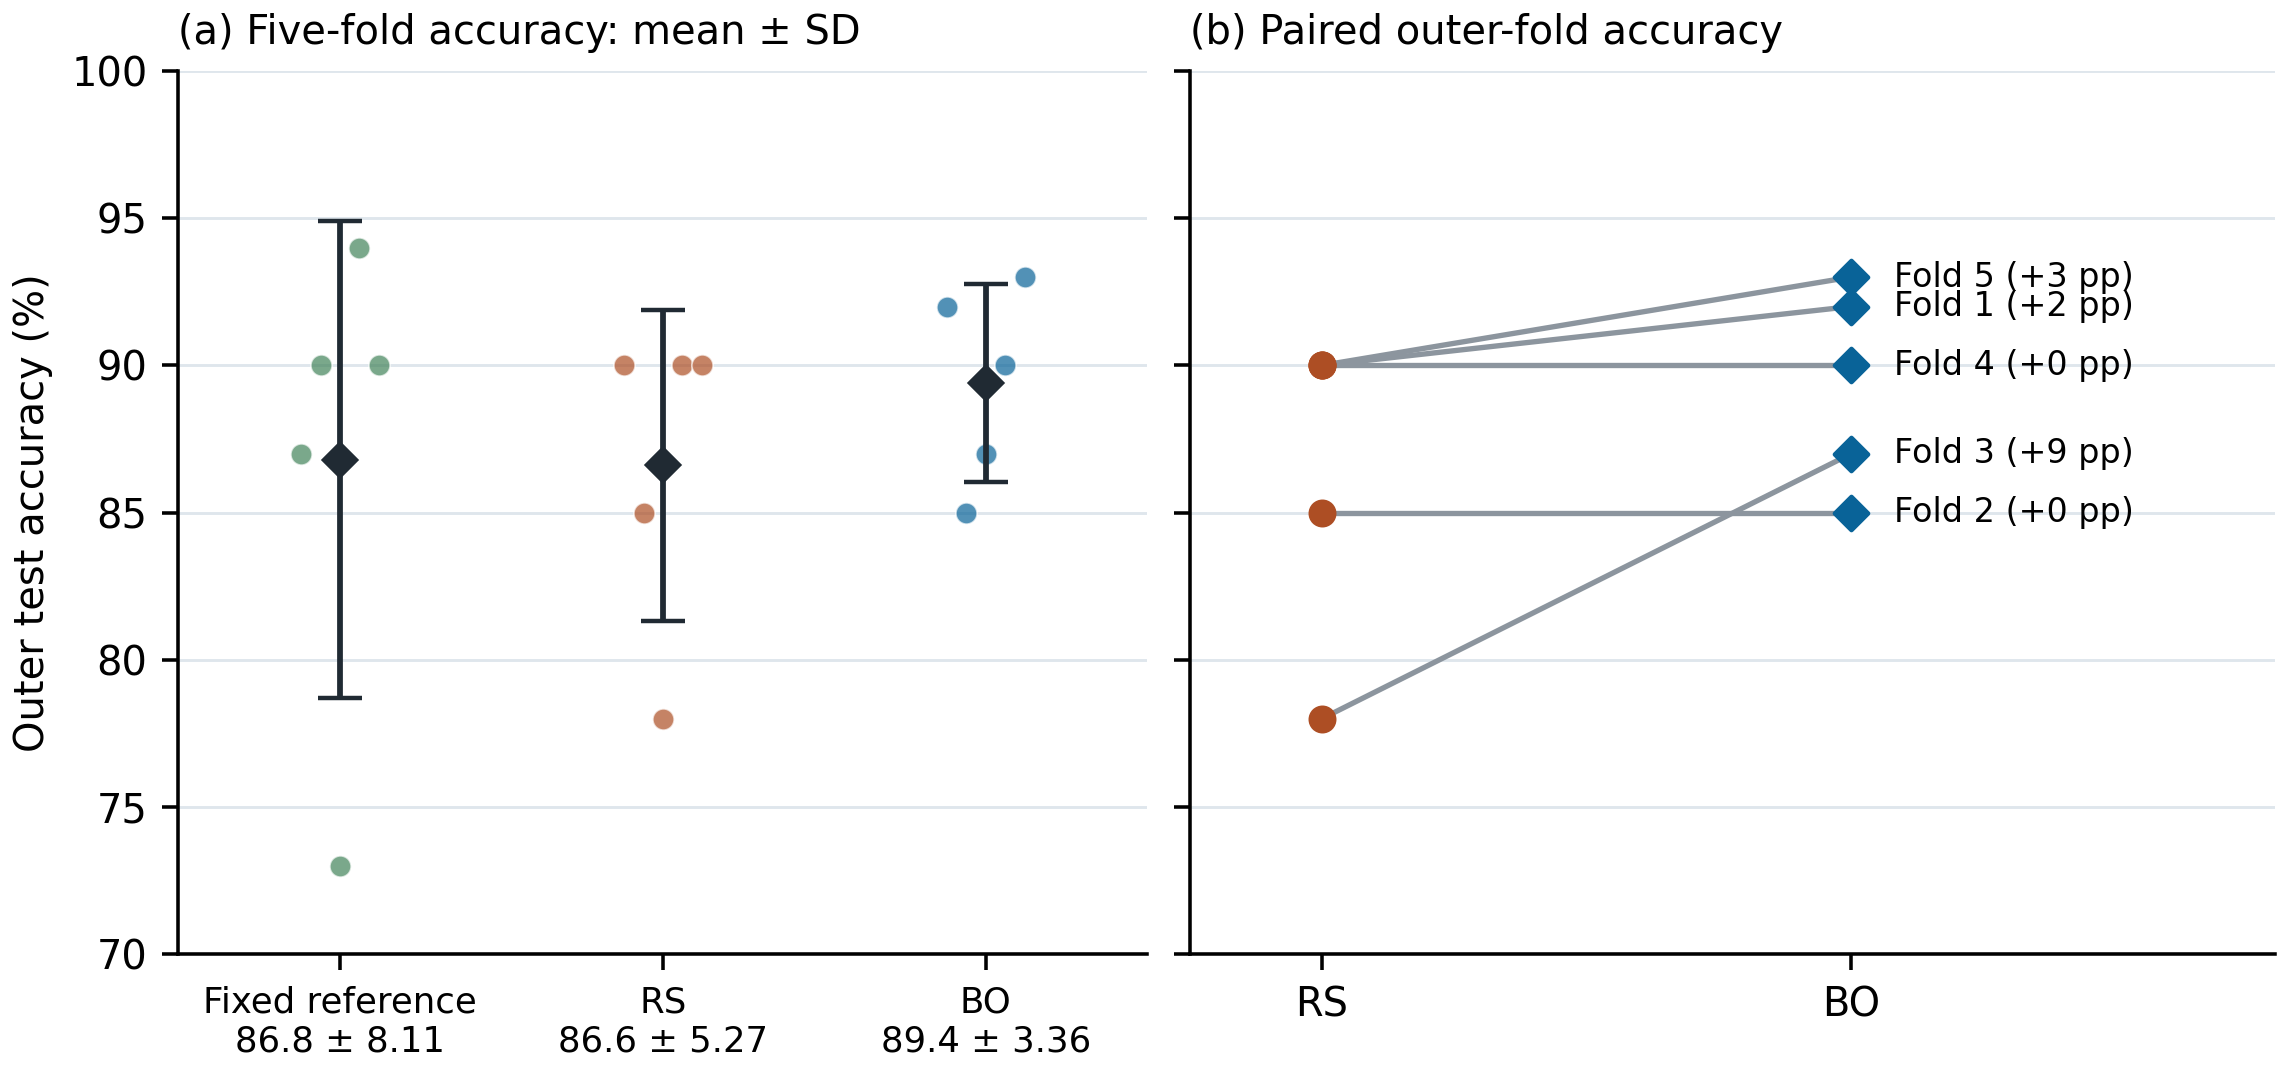 (a) Five-fold accuracy: mean ± SD
(b) Paired outer-fold accuracy
Outer test accuracy (%)
100
95
90
85
80
75
70
Fixed reference
86.8 ± 8.11
RS
86.6 ± 5.27
BO
89.4 ± 3.36
Fold 5 (+3 pp)
Fold 1 (+2 pp)
Fold 4 (+0 pp)
Fold 3 (+9 pp)
Fold 2 (+0 pp)
RS
BO